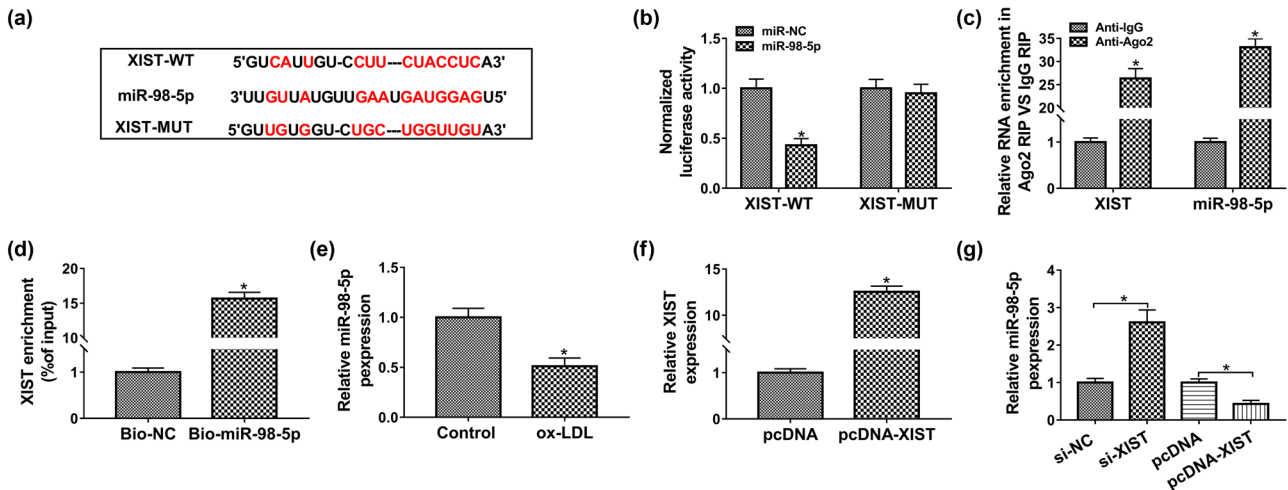 (a)
XIST-WT 5'GUCAUUGU-CCUU---CUACCUCA3'
miR-98-5p 3'UUGUUAUGUUGAAUGAUGGAGU5'
XIST-MUT 5'GUUGUGGU-CUGC---UGGUUGUA3'
(b)
Normalized
luciferase activity
1.5
1.0
0.5
0.0
miR-NC
miR-98-5p
*
XIST-WT XIST-MUT
(c)
Relative RNA enrichment in
Ago2 RIP VS IgG RIP
35
30
25
20
1
0
Anti-IgG
Anti-Ago2
* *
XIST miR-98-5p
(d)
XIST enrichment
(%of input)
20
15
10
1
0
*
Bio-NC Bio-miR-98-5p
(e)
Relative miR-98-5p
pexpression
1.5
1.0
0.5
0.0
*
Control ox-LDL
(f)
Relative XIST
expression
15
10
1
0
*
pcDNA pcDNA-XIST
(g)
Relative miR-98-5p
pexpression
4
3
2
1
0
* *
si-NC si-XIST pcDNA pcDNA-XIST